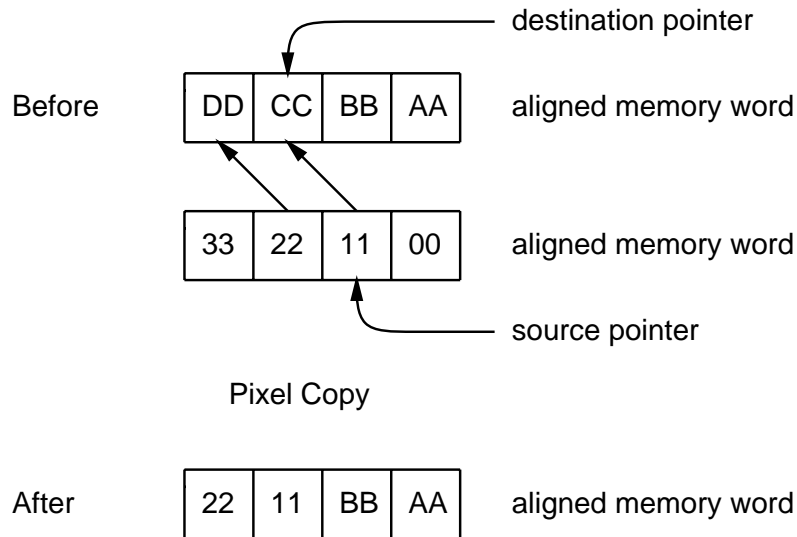 destination pointer
Before DD CC BB AA aligned memory word
33 22 11 00 aligned memory word
source pointer
Pixel Copy
After 22 11 BB AA aligned memory word